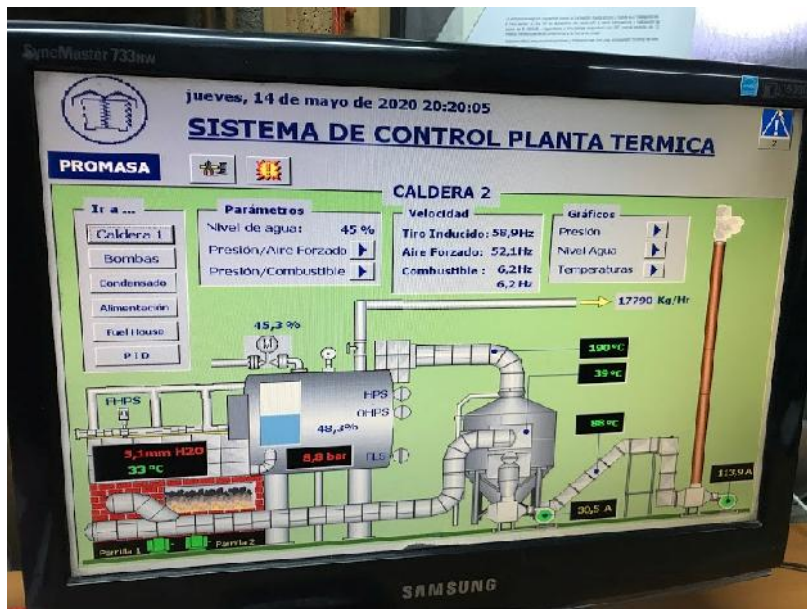 SyncMaster 733nw
jueves, 14 de mayo de 2020 20:20:05
SISTEMA DE CONTROL PLANTA TERMICA
PROMASA
2
CALDERA 2
Ir a ...
Caldera 1
Bombas
Condensado
Alimentación
Fuel House
P I D
Parámetros
Nivel de agua: 45 %
Presión/Aire Forzado
Presión/Combustible
Velocidad
Tiro Inducido: 58,9Hz
Aire Forzado: 52,1Hz
Combustible : 6,2Hz
6,2 Hz
Gráficos
Presión
Nivel Agua
Temperaturas
17790 Kg/Hr
45,3 %
190 ºC
39 ºC
FHPS
HPS
OHPS
48,3%
88 ºC
5,1mm H2O
33 ºC
8,8 bar
113,9 A
30,5 A
Parrilla 1
Parrilla 2
SAMSUNG